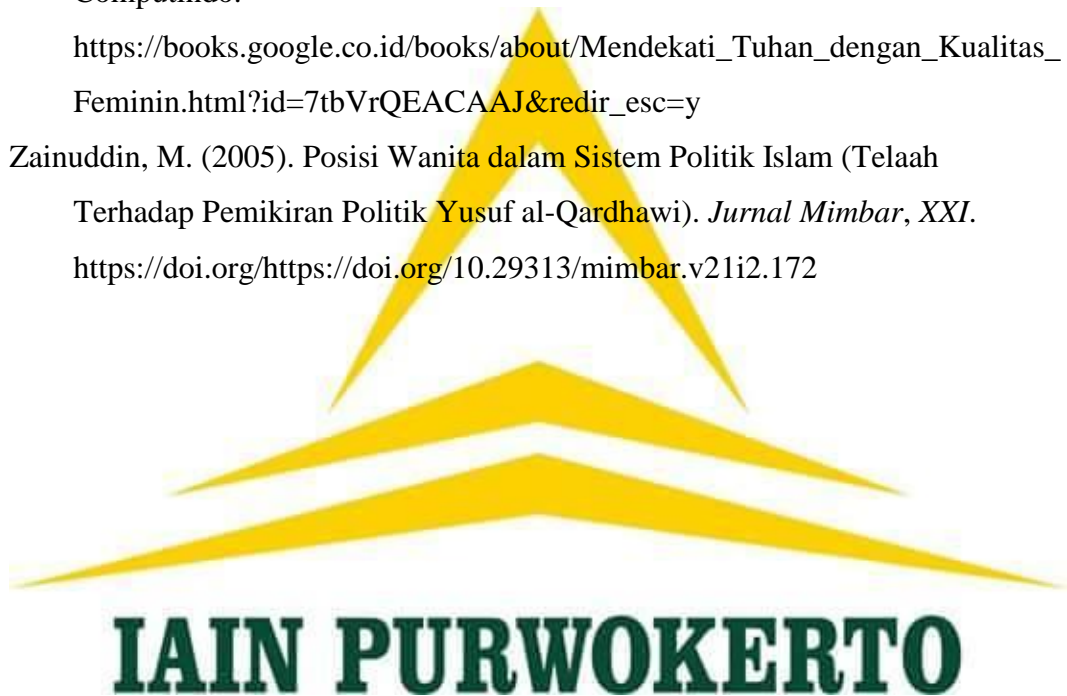 https://books.google.co.id/books/about/Mendekati_Tuhan_dengan_Kualitas_
Feminin.html?id=7tbVrQEACAAJ&redir_esc=y
Zainuddin, M. (2005). Posisi Wanita dalam Sistem Politik Islam (Telaah
Terhadap Pemikiran Politik Yusuf al-Qardhawi). Jurnal Mimbar, XXI.
https://doi.org/https://doi.org/10.29313/mimbar.v21i2.172
IAIN PURWOKERTO